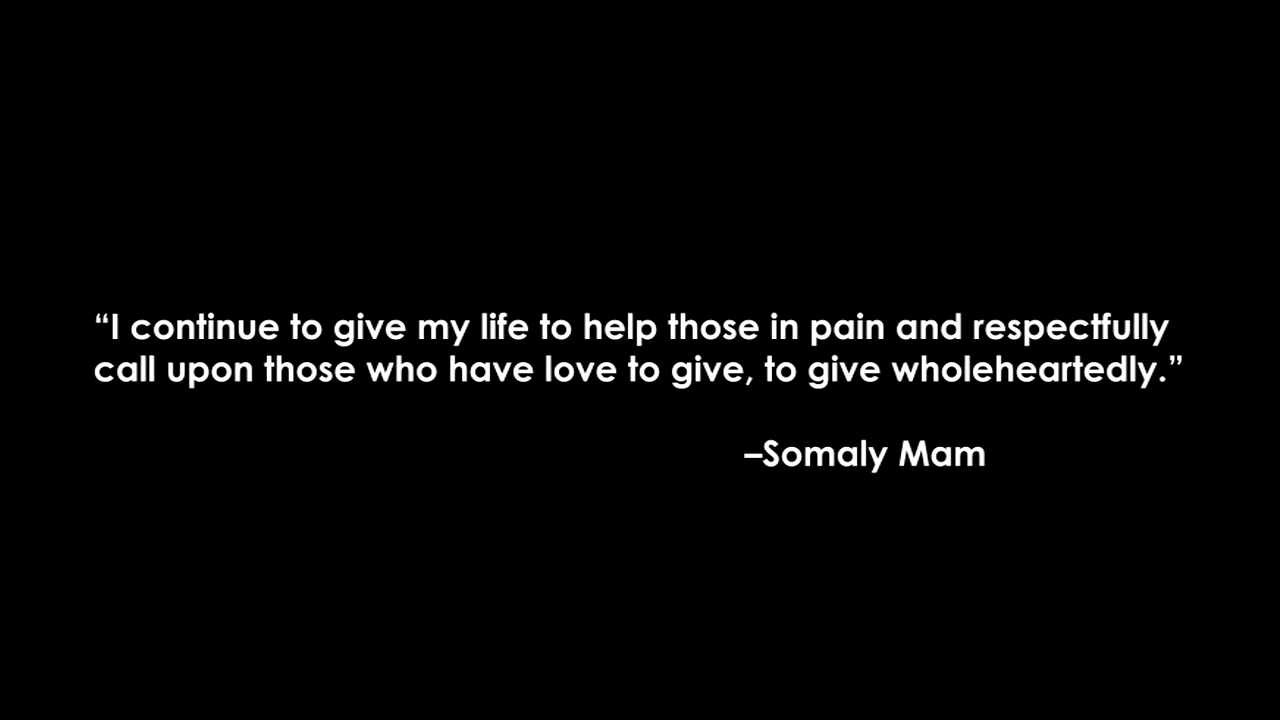 “I continue to give my life to help those in pain and respectfully
call upon those who have love to give, to give wholeheartedly.”
–Somaly Mam